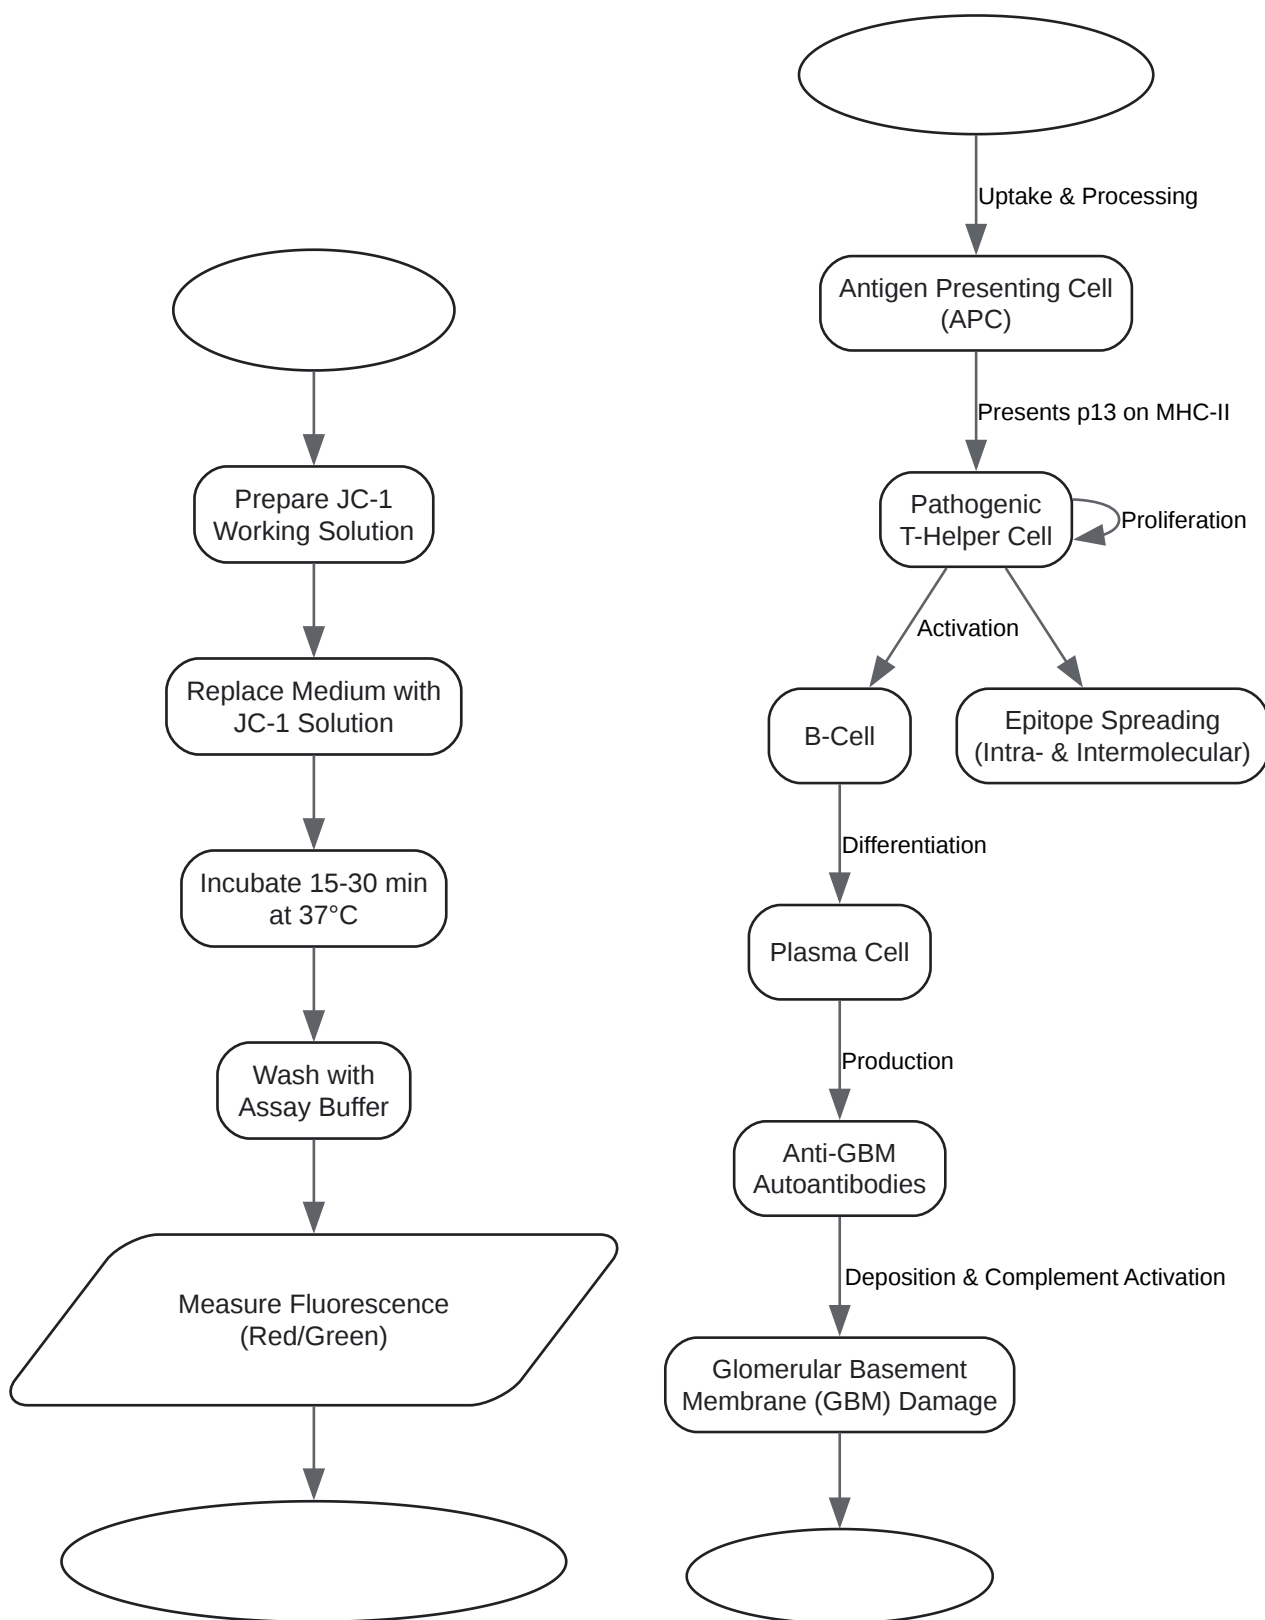 Prepare JC-1
Working Solution
Replace Medium with
JC-1 Solution
Incubate 15-30 min
at 37°C
Wash with
Assay Buffer
Measure Fluorescence
(Red/Green)
Uptake & Processing
Antigen Presenting Cell
(APC)
Presents p13 on MHC-II
Pathogenic
T-Helper Cell
Proliferation
Activation
B-Cell
Epitope Spreading
(Intra- & Intermolecular)
Differentiation
Plasma Cell
Production
Anti-GBM
Autoantibodies
Deposition & Complement Activation
Glomerular Basement
Membrane (GBM) Damage